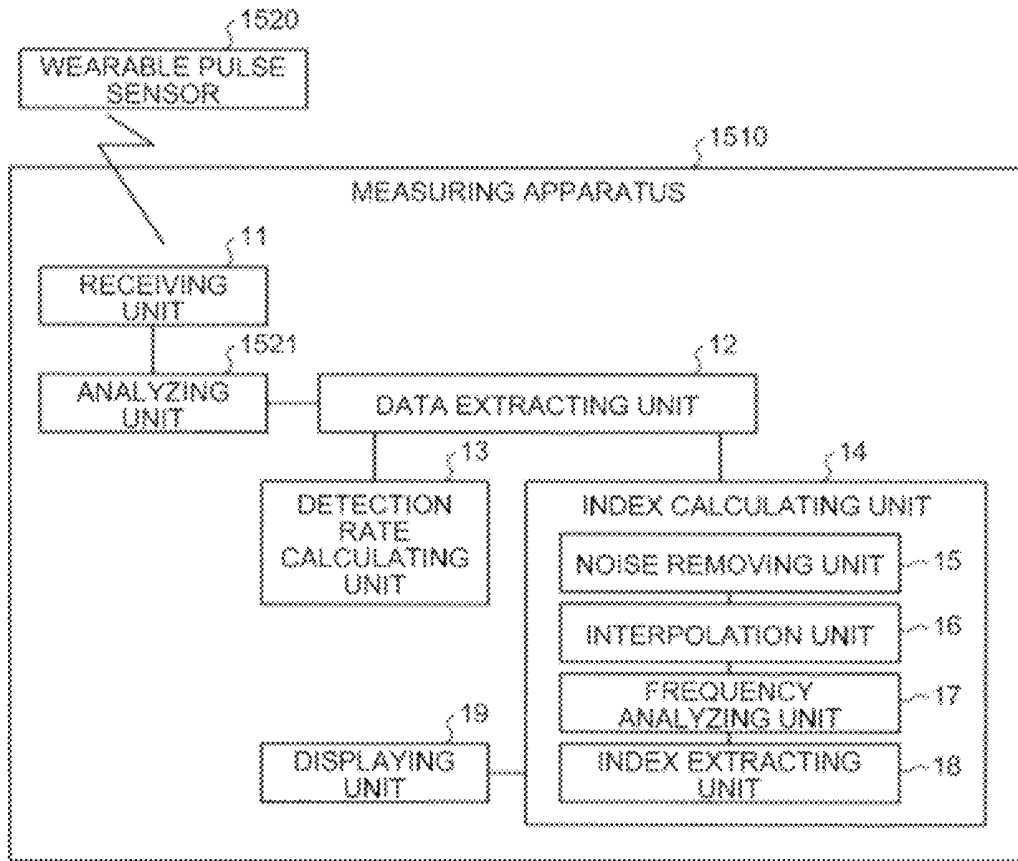 1520
WEARABLE PULSE
SENSOR
1510
MEASURING APPARATUS
11
RECEIVING
UNIT
1521
ANALYZING
UNIT
12
DATA EXTRACTING UNIT
13
DETECTION
RATE
CALCULATING
UNIT
14
INDEX CALCULATING UNIT
NOISE REMOVING UNIT
15
INTERPOLATION UNIT
16
FREQUENCY
ANALYZING UNIT
17
INDEX EXTRACTING
UNIT
18
19
DISPLAYING
UNIT